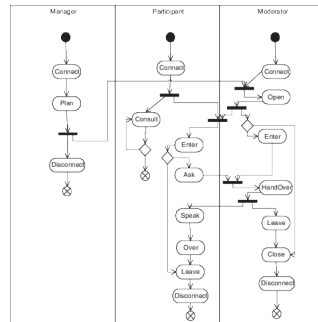 Manager Participant Moderator
Connect
Connect
Connect
Plan
Open
Consult
Enter
Enter
Disconnect
Ask
HandOver
Speak
Leave
Over
Close
Leave
Disconnect
Disconnect